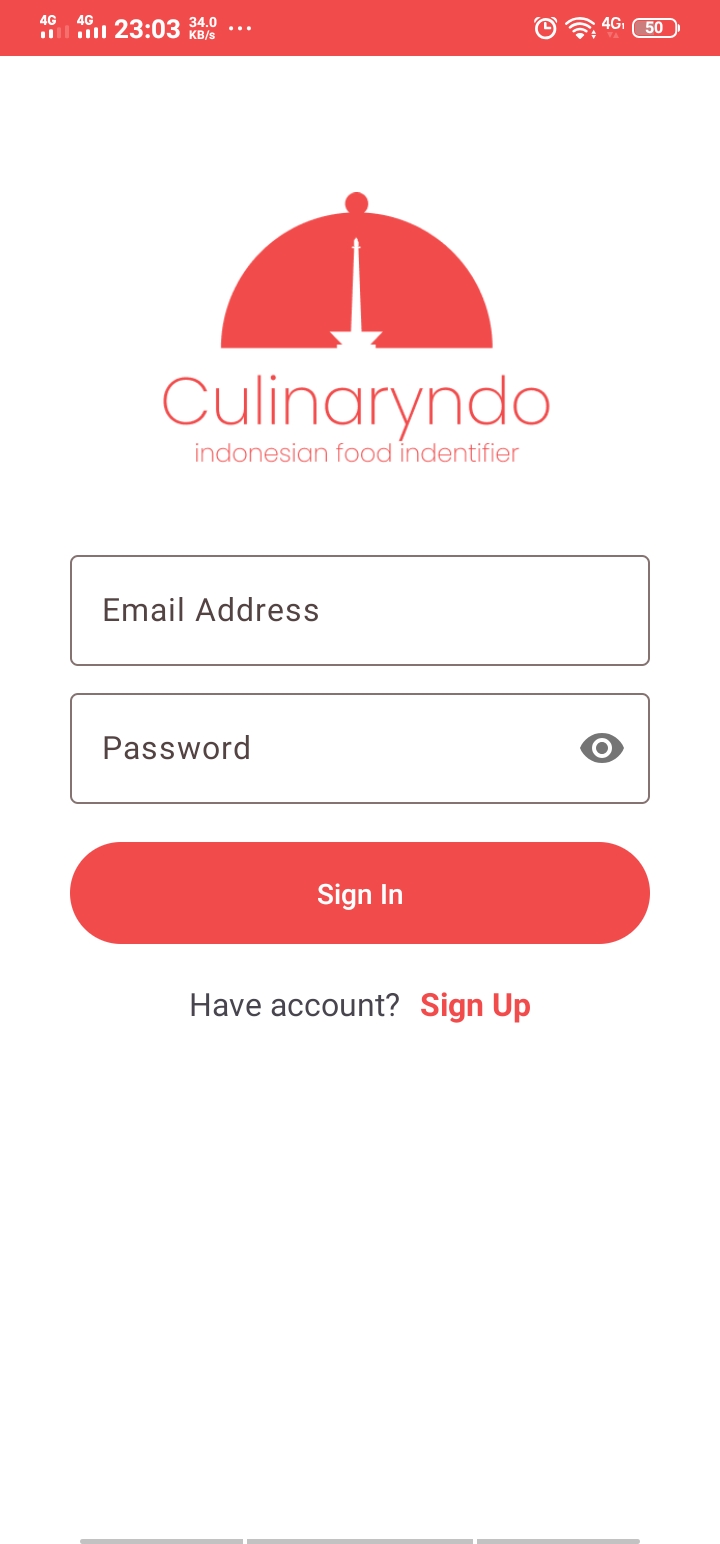 4G 4G 23:03 34.0 KB/s ... 4G 50
Culinaryndo
indonesian food indentifier
Email Address
Password
Sign In
Have account? Sign Up